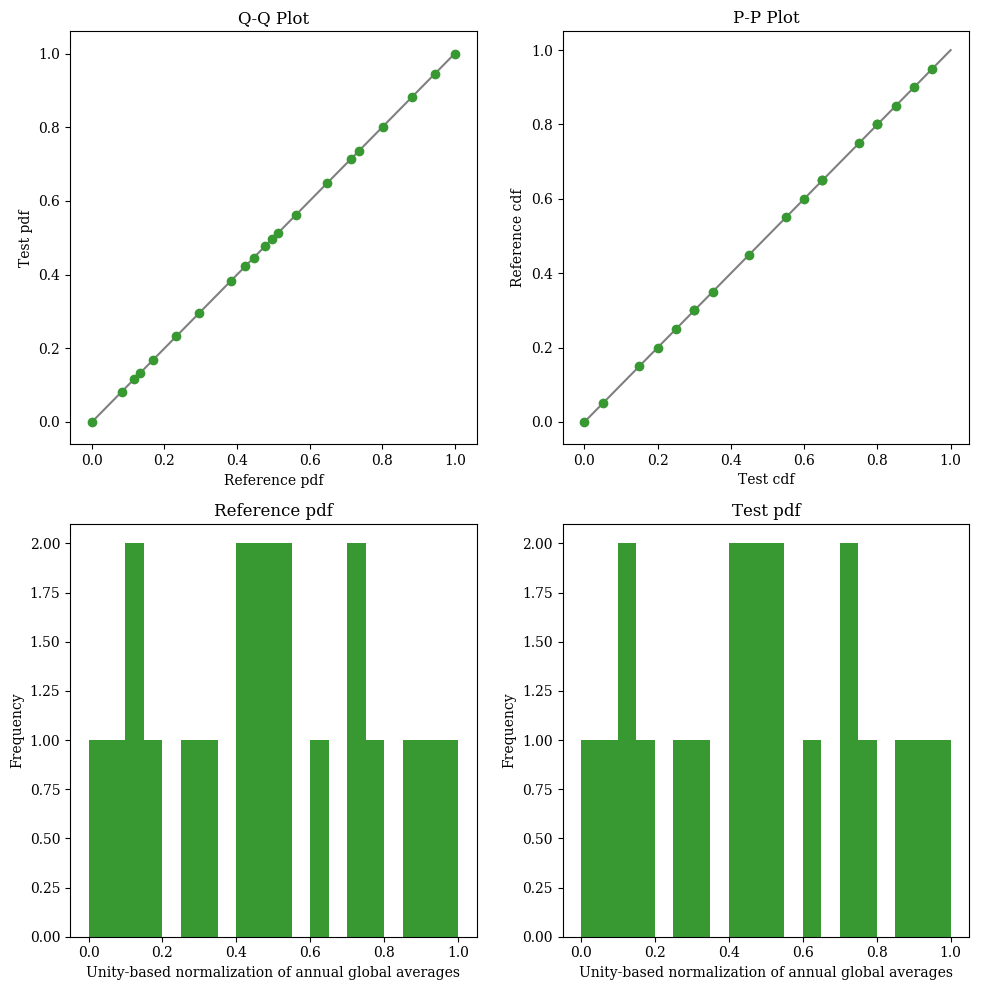 Q-Q Plot
1.0
0.8
0.6
0.4
0.2
0.0
Test pdf
0.0 0.2 0.4 0.6 0.8 1.0
Reference pdf
P-P Plot
1.0
0.8
0.6
0.4
0.2
0.0
Reference cdf
0.0 0.2 0.4 0.6 0.8 1.0
Test cdf
Reference pdf
2.00
1.75
1.50
1.25
1.00
0.75
0.50
0.25
0.00
Frequency
0.0 0.2 0.4 0.6 0.8 1.0
Unity-based normalization of annual global averages
Test pdf
2.00
1.75
1.50
1.25
1.00
0.75
0.50
0.25
0.00
Frequency
0.0 0.2 0.4 0.6 0.8 1.0
Unity-based normalization of annual global averages